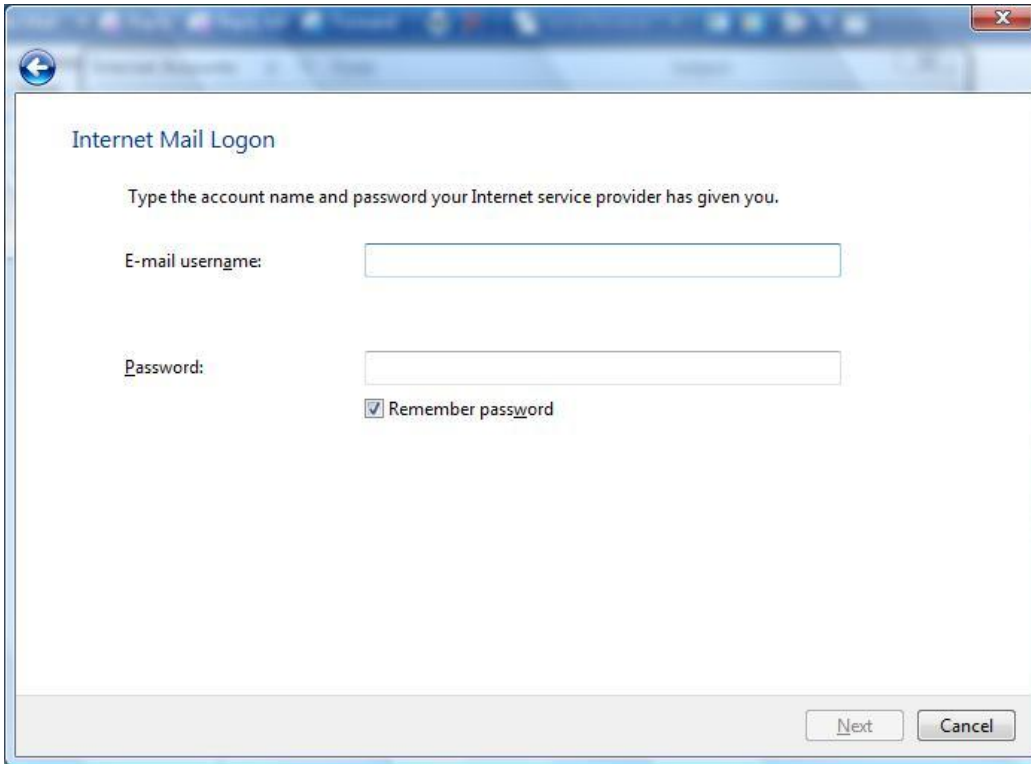 Internet Mail Logon
Type the account name and password your Internet service provider has given you.
E-mail username:
Password:
Remember password
Next
Cancel